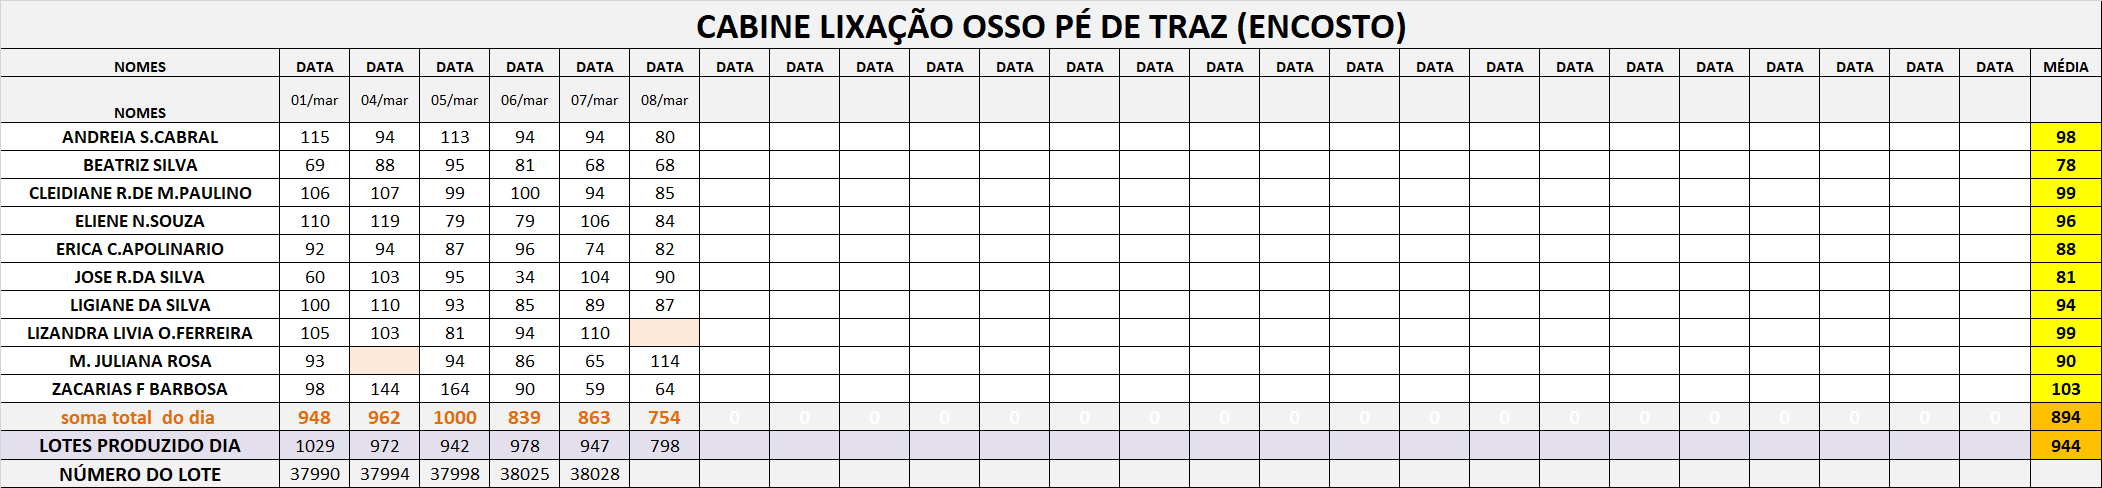 CABINE LIXAÇÃO OSSO PÉ DE TRAZ (ENCOSTO)
NOMES DATA DATA DATA DATA DATA DATA DATA DATA DATA DATA DATA DATA DATA DATA DATA DATA DATA DATA DATA DATA DATA DATA DATA DATA DATA MÉDIA
NOMES 01/mar 04/mar 05/mar 06/mar 07/mar 08/mar
ANDREIA S.CABRAL 115 94 113 94 94 80 98
BEATRIZ SILVA 69 88 95 81 68 68 78
CLEIDIANE R.DE M.PAULINO 106 107 99 100 94 85 99
ELIENE N.SOUZA 110 119 79 79 106 84 96
ERICA C.APOLINARIO 92 94 87 96 74 82 88
JOSE R.DA SILVA 60 103 95 34 104 90 81
LIGIANE DA SILVA 100 110 93 85 89 87 94
LIZANDRA LIVIA O.FERREIRA 105 103 81 94 110 99
M. JULIANA ROSA 93 94 86 65 114 90
ZACARIAS F BARBOSA 98 144 164 90 59 64 103
soma total do dia 948 962 1000 839 863 754 0 0 0 0 0 0 0 0 0 0 0 0 0 0 0 0 0 0 0 894
LOTES PRODUZIDO DIA 1029 972 942 978 947 798 944
NÚMERO DO LOTE 37990 37994 37998 38025 38028